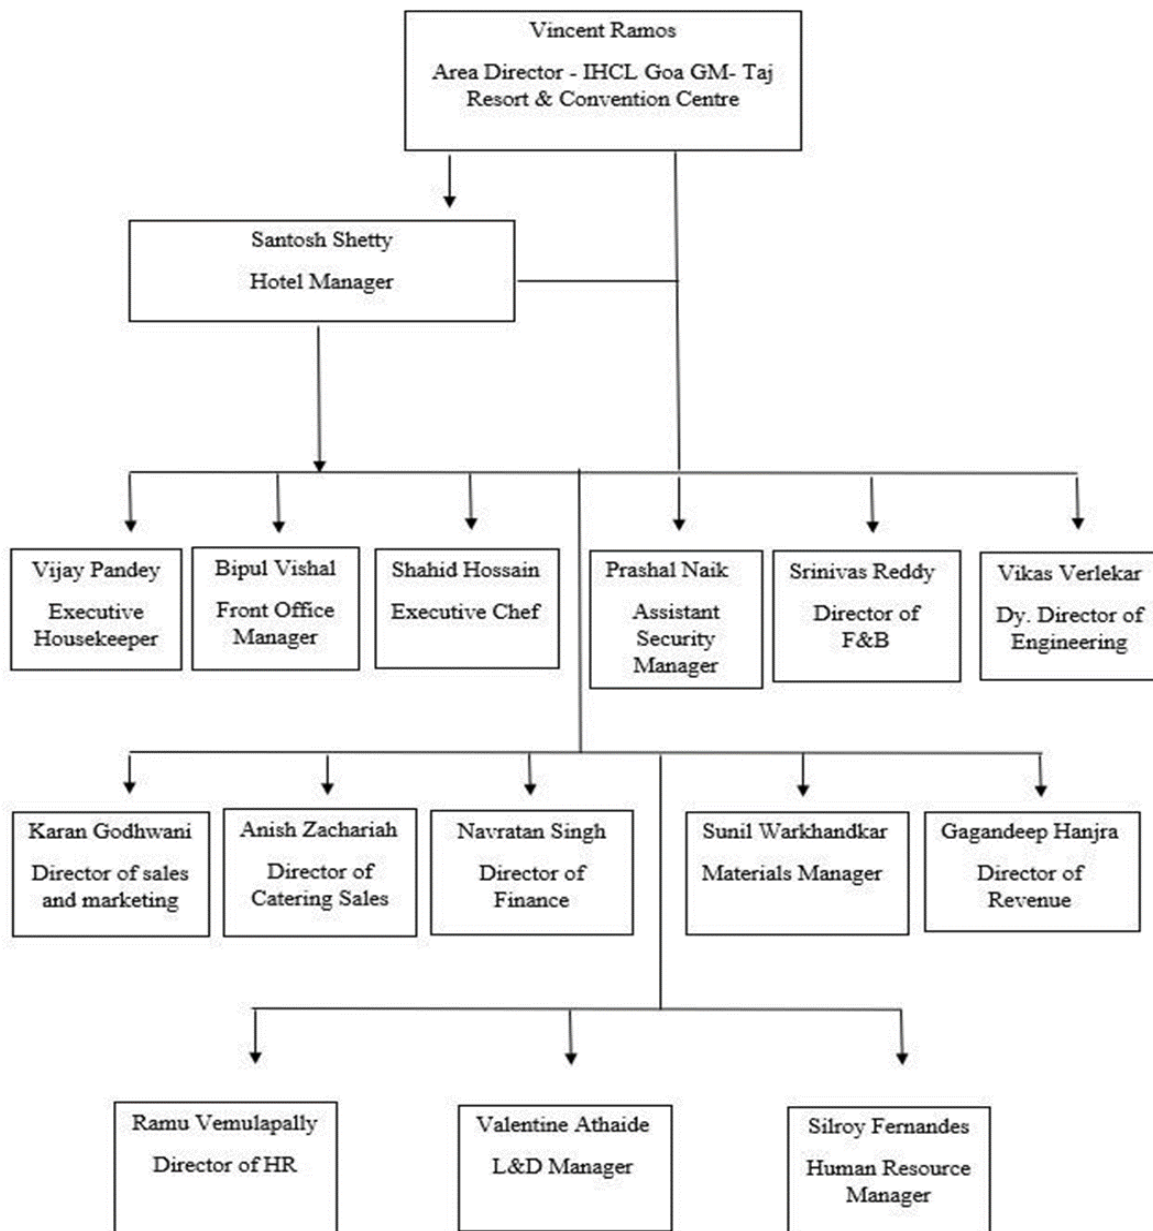 Vincent Ramos
Area Director - IHCL Goa GM- Taj
Resort & Convention Centre
Santosh Shetty
Hotel Manager
Vijay Pandey
Executive
Housekeeper
Bipul Vishal
Front Office
Manager
Shahid Hossain
Executive Chef
Prashal Naik
Assistant
Security
Manager
Srinivas Reddy
Director of
F&B
Vikas Verlekar
Dy. Director of
Engineering
Karan Godhwani
Director of sales
and marketing
Anish Zachariah
Director of
Catering Sales
Navratan Singh
Director of
Finance
Sunil Warkhandkar
Materials Manager
Gagandeep Hanjra
Director of
Revenue
Ramu Vemulapally
Director of HR
Valentine Athaide
L&D Manager
Silroy Fernandes
Human Resource
Manager